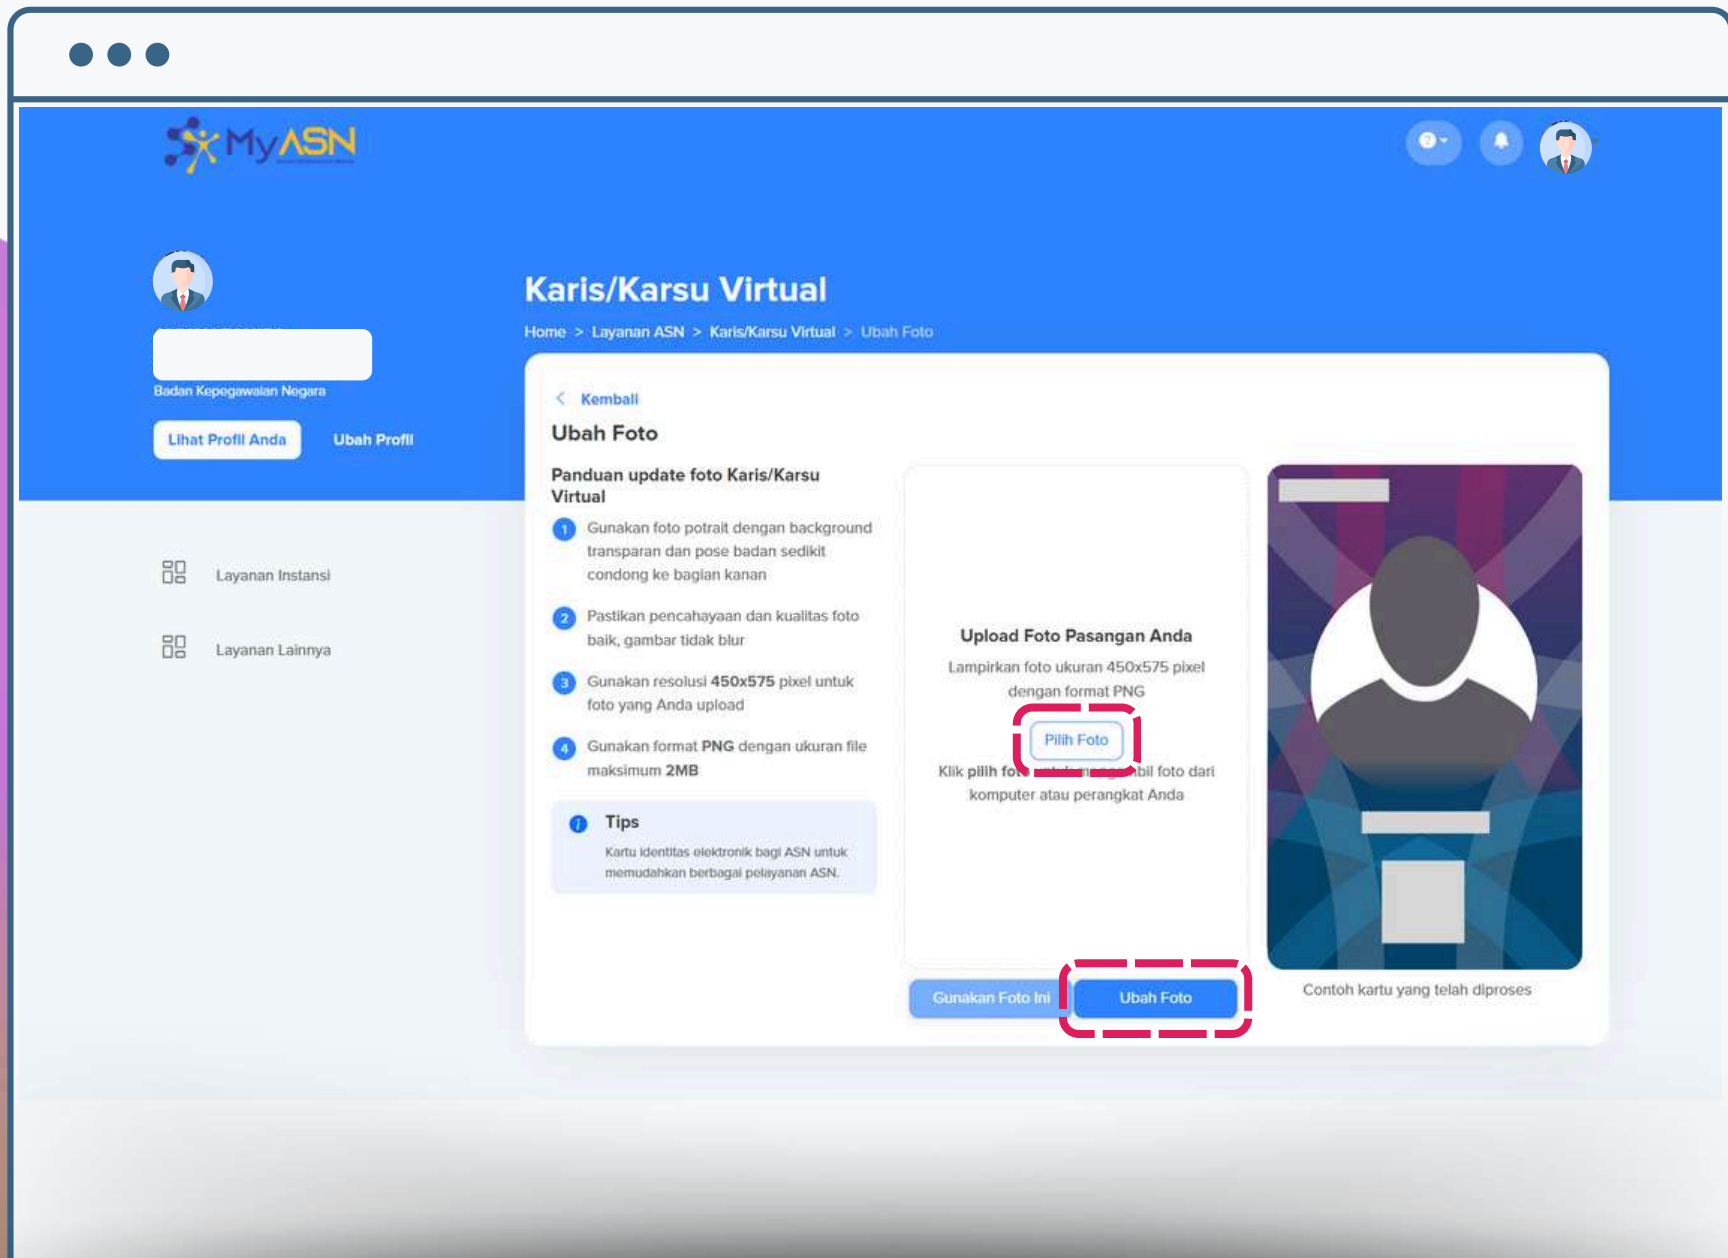 MyASN
Karis/Karsu Virtual
Home > Layanan ASN > Karis/Karsu Virtual > Ubah Foto
Badan Kepegawaian Negara
Lihat Profil Anda
Ubah Profil
Layanan Instansi
Layanan Lainnya
< Kembali
Ubah Foto
Panduan update foto Karis/Karsu
Virtual
1 Gunakan foto potrait dengan background
transparan dan pose badan sedikit
condong ke bagian kanan
2 Pastikan pencahayaan dan kualitas foto
baik, gambar tidak blur
3 Gunakan resolusi 450x575 pixel untuk
foto yang Anda upload
4 Gunakan format PNG dengan ukuran file
maksimum 2MB
Tips
Kartu identitas elektronik bagi ASN untuk
memudahkan berbagai pelayanan ASN.
Upload Foto Pasangan Anda
Lampirkan foto ukuran 450x575 pixel
dengan format PNG
Pilih Foto
Klik pilih foto untuk mengambil foto dari
komputer atau perangkat Anda
Gunakan Foto Ini
Ubah Foto
Contoh kartu yang telah diproses